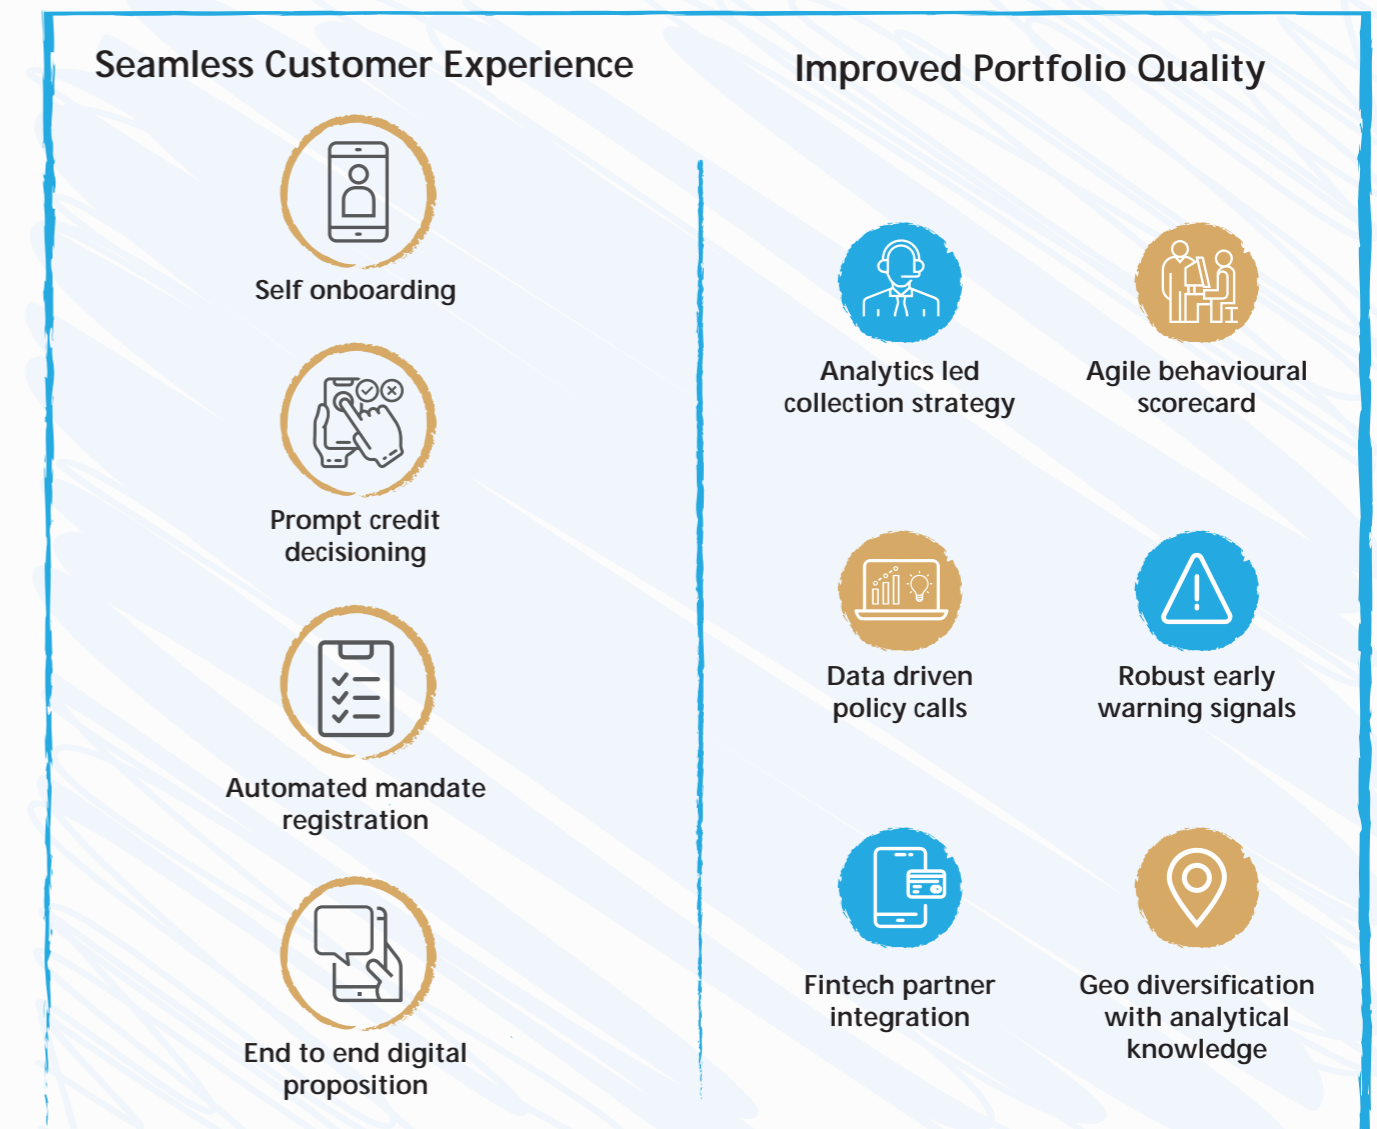 Seamless Customer Experience
Self onboarding
Prompt credit
decisioning
Automated mandate
registration
End to end digital
proposition
Improved Portfolio Quality
Analytics led
collection strategy
Agile behavioural
scorecard
Data driven
policy calls
Robust early
warning signals
Fintech partner
integration
Geo diversification
with analytical
knowledge